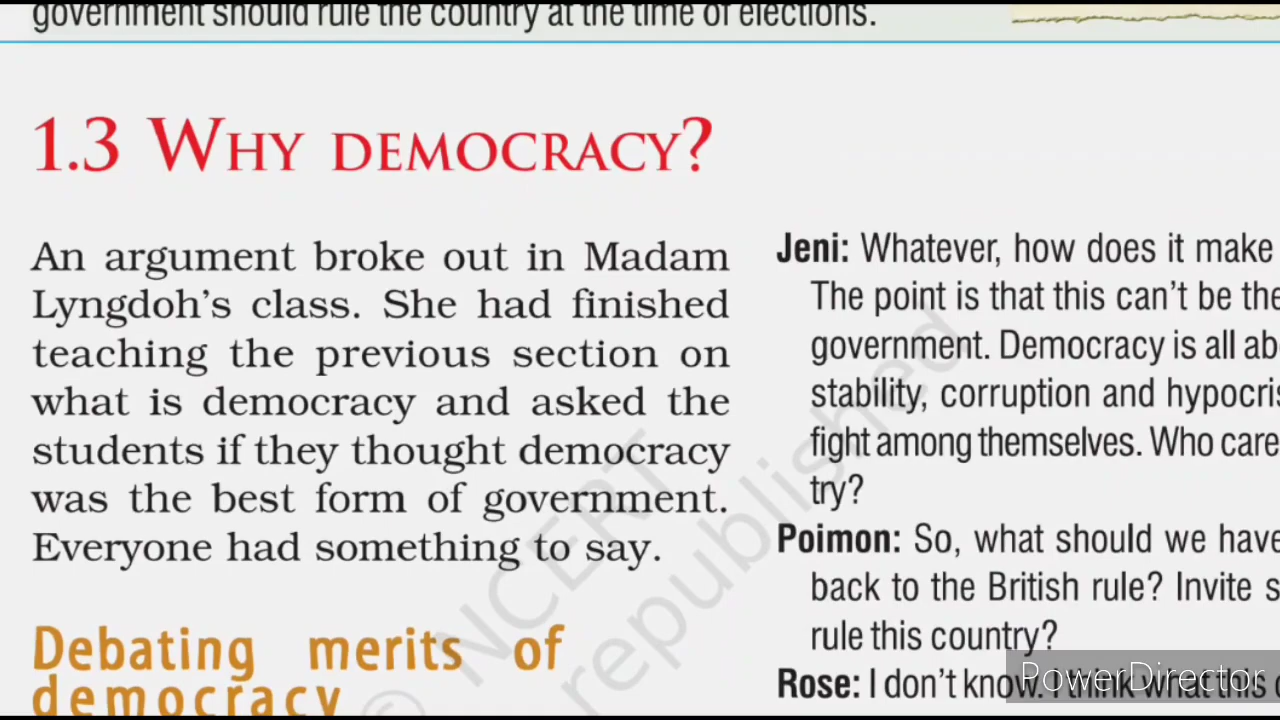 government should rule the country at the time of elections.
1.3 WHY DEMOCRACY?
An argument broke out in Madam
Lyngdoh's class. She had finished
teaching the previous section on
what is democracy and asked the
students if they thought democracy
was the best form of government.
Everyone had something to say.
Debating merits of
democracy
Jeni: Whatever, how does it make
The point is that this can't be the
government. Democracy is all
stability, corruption and
fight among themselves. Who
try?
Poimon: So, what should we have
back to the British rule? Invite
rule this country?
Rose: I don't know. I think what this
© NCERT
republished
PowerDirector